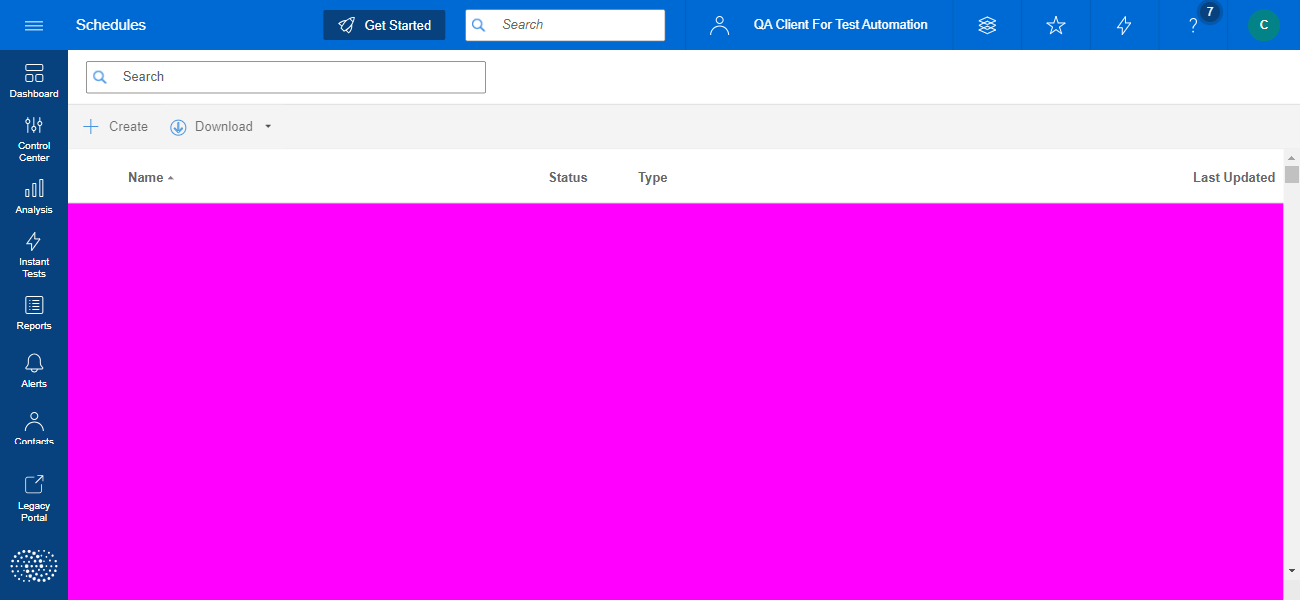 Schedules
Get Started
Search
QA Client For Test Automation
?
7
C
Dashboard
Control
Center
Analysis
Instant
Tests
Reports
Alerts
Contacts
Legacy
Portal
Search
Create
Download
Name
Status
Type
Last Updated